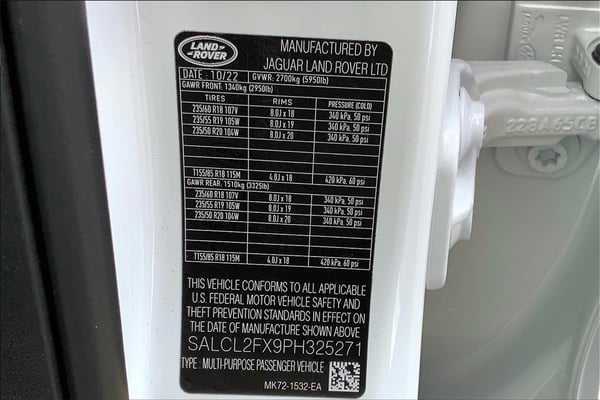 LAND ROVER
MANUFACTURED BY
JAGUAR LAND ROVER LTD
DATE : 10/22 GVWR: 2700kg (5950lb)
GAWR FRONT: 1340kg (2950lb)
TIRES RIMS PRESSURE (COLD)
235/60 R18 107V 8.0J x 18 340 kPa, 50 psi
235/55 R19 105W 8.0J x 19 340 kPa, 50 psi
235/50 R20 104W 8.0J x 20 340 kPa, 50 psi
T155/85 R18 115M 4.0J x 18 420 kPa, 60 psi
GAWR REAR: 1510kg (3325lb)
235/60 R18 107V 8.0J x 18 340 kPa, 50 psi
235/55 R19 105W 8.0J x 19 340 kPa, 50 psi
235/50 R20 104W 8.0J x 20 340 kPa, 50 psi
T155/85 R18 115M 4.0J x 18 420 kPa, 60 psi
THIS VEHICLE CONFORMS TO ALL APPLICABLE
U.S. FEDERAL MOTOR VEHICLE SAFETY AND
THEFT PREVENTION STANDARDS IN EFFECT ON
THE DATE OF MANUFACTURE SHOWN ABOVE
SALCL2FX9PH325271
TYPE : MULTI-PURPOSE PASSENGER VEHICLE
MK72-1532-EA